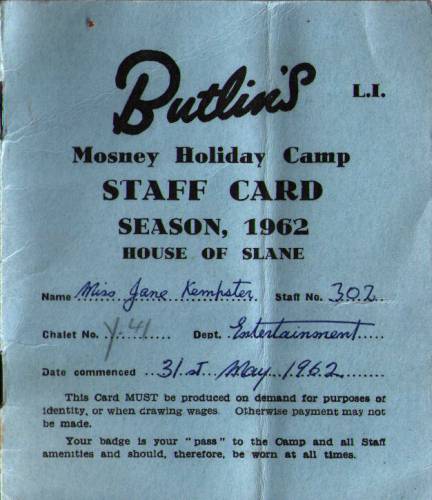 Butlin's
L.I.
Mosney Holiday Camp
STAFF CARD
SEASON, 1962
HOUSE OF SLANE
Name Miss Jane Kempster. Staff No. 302
Chalet No. Y-41 Dept. Entertainment
Date commenced 31st May 1962
This Card MUST be produced on demand for purposes of
identity, or when drawing wages. Otherwise payment may not
be made.
Your badge is your "pass" to the Camp and all Staff
amenities and should, therefore, be worn at all times.